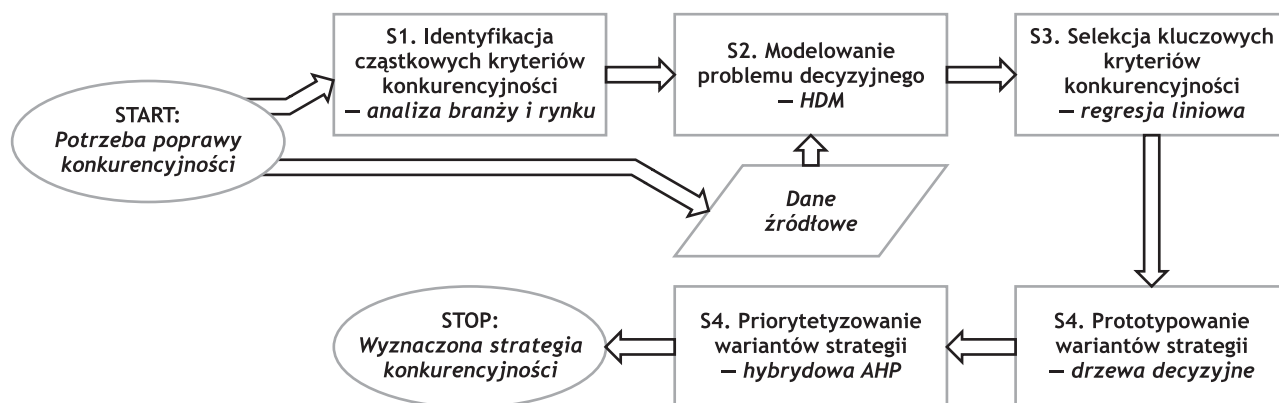 START:
Potrzeba poprawy
konkurencyjności
S1. Identyfikacja
cząstkowych kryteriów
konkurencyjności
— analiza branży i rynku
S2. Modelowanie
problemu decyzyjnego
— HDM
S3. Selekcja kluczowych
kryteriów
konkurencyjności
— regresja liniowa
Dane
źródłowe
STOP:
Wyznaczona strategia
konkurencyjności
S4. Priorytetyzowanie
wariantów strategii
— hybrydowa AHP
S4. Prototypowanie
wariantów strategii
— drzewa decyzyjne